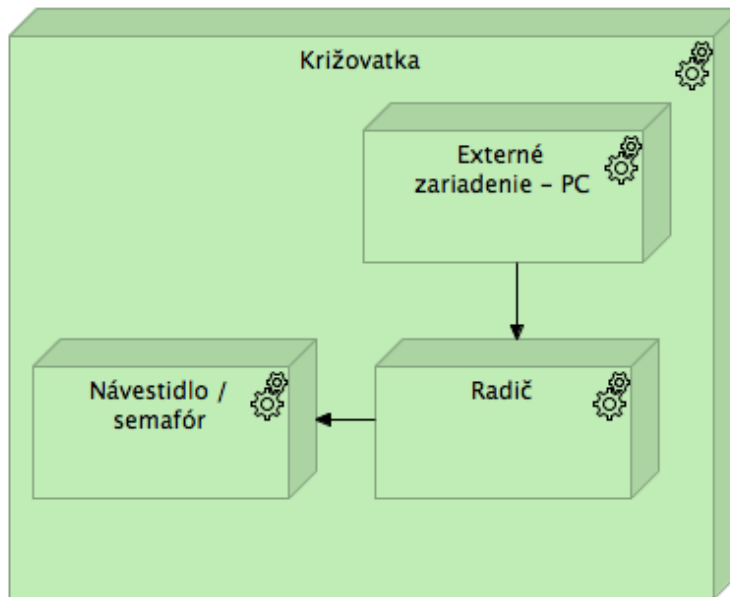 Križovatka
Externé
zariadenie – PC
Návestidlo /
semafór
Radič